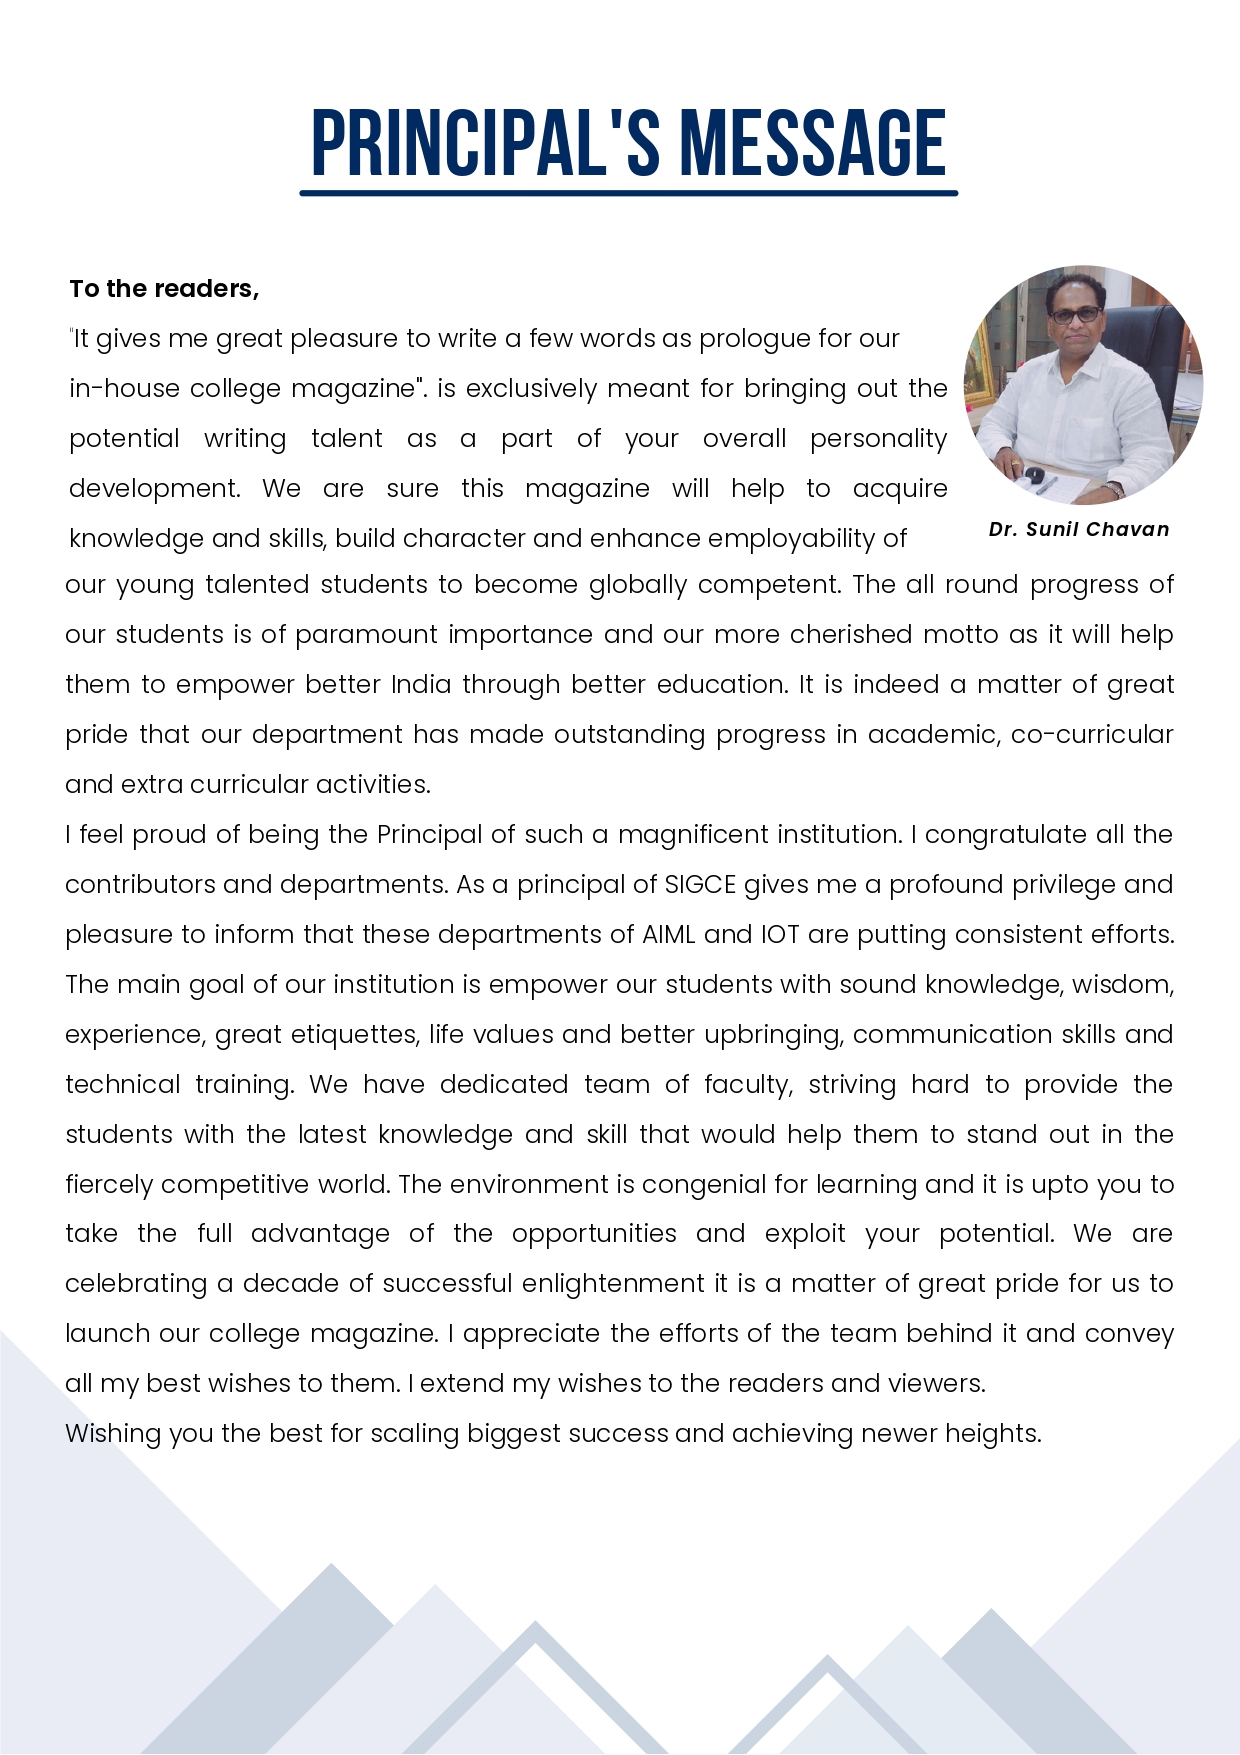 PRINCIPAL'S MESSAGE
To the readers,
"It gives me great pleasure to write a few words as prologue for our
in-house college magazine". is exclusively meant for bringing out the
potential writing talent as a part of your overall personality
development. We are sure this magazine will help to acquire
knowledge and skills, build character and enhance employability of
Dr. Sunil Chavan
our young talented students to become globally competent. The all round progress of
our students is of paramount importance and our more cherished motto as it will help
them to empower better India through better education. It is indeed a matter of great
pride that our department has made outstanding progress in academic, co-curricular
and extra curricular activities.
I feel proud of being the Principal of such a magnificent institution. I congratulate all the
contributors and departments. As a principal of SIGCE gives me a profound privilege and
pleasure to inform that these departments of AIML and IOT are putting consistent efforts.
The main goal of our institution is empower our students with sound knowledge, wisdom,
experience, great etiquettes, life values and better upbringing, communication skills and
technical training. We have dedicated team of faculty, striving hard to provide the
students with the latest knowledge and skill that would help them to stand out in the
fiercely competitive world. The environment is congenial for learning and it is upto you to
take the full advantage of the opportunities and exploit your potential. We are
celebrating a decade of successful enlightenment it is a matter of great pride for us to
launch our college magazine. I appreciate the efforts of the team behind it and convey
all my best wishes to them. I extend my wishes to the readers and viewers.
Wishing you the best for scaling biggest success and achieving newer heights.